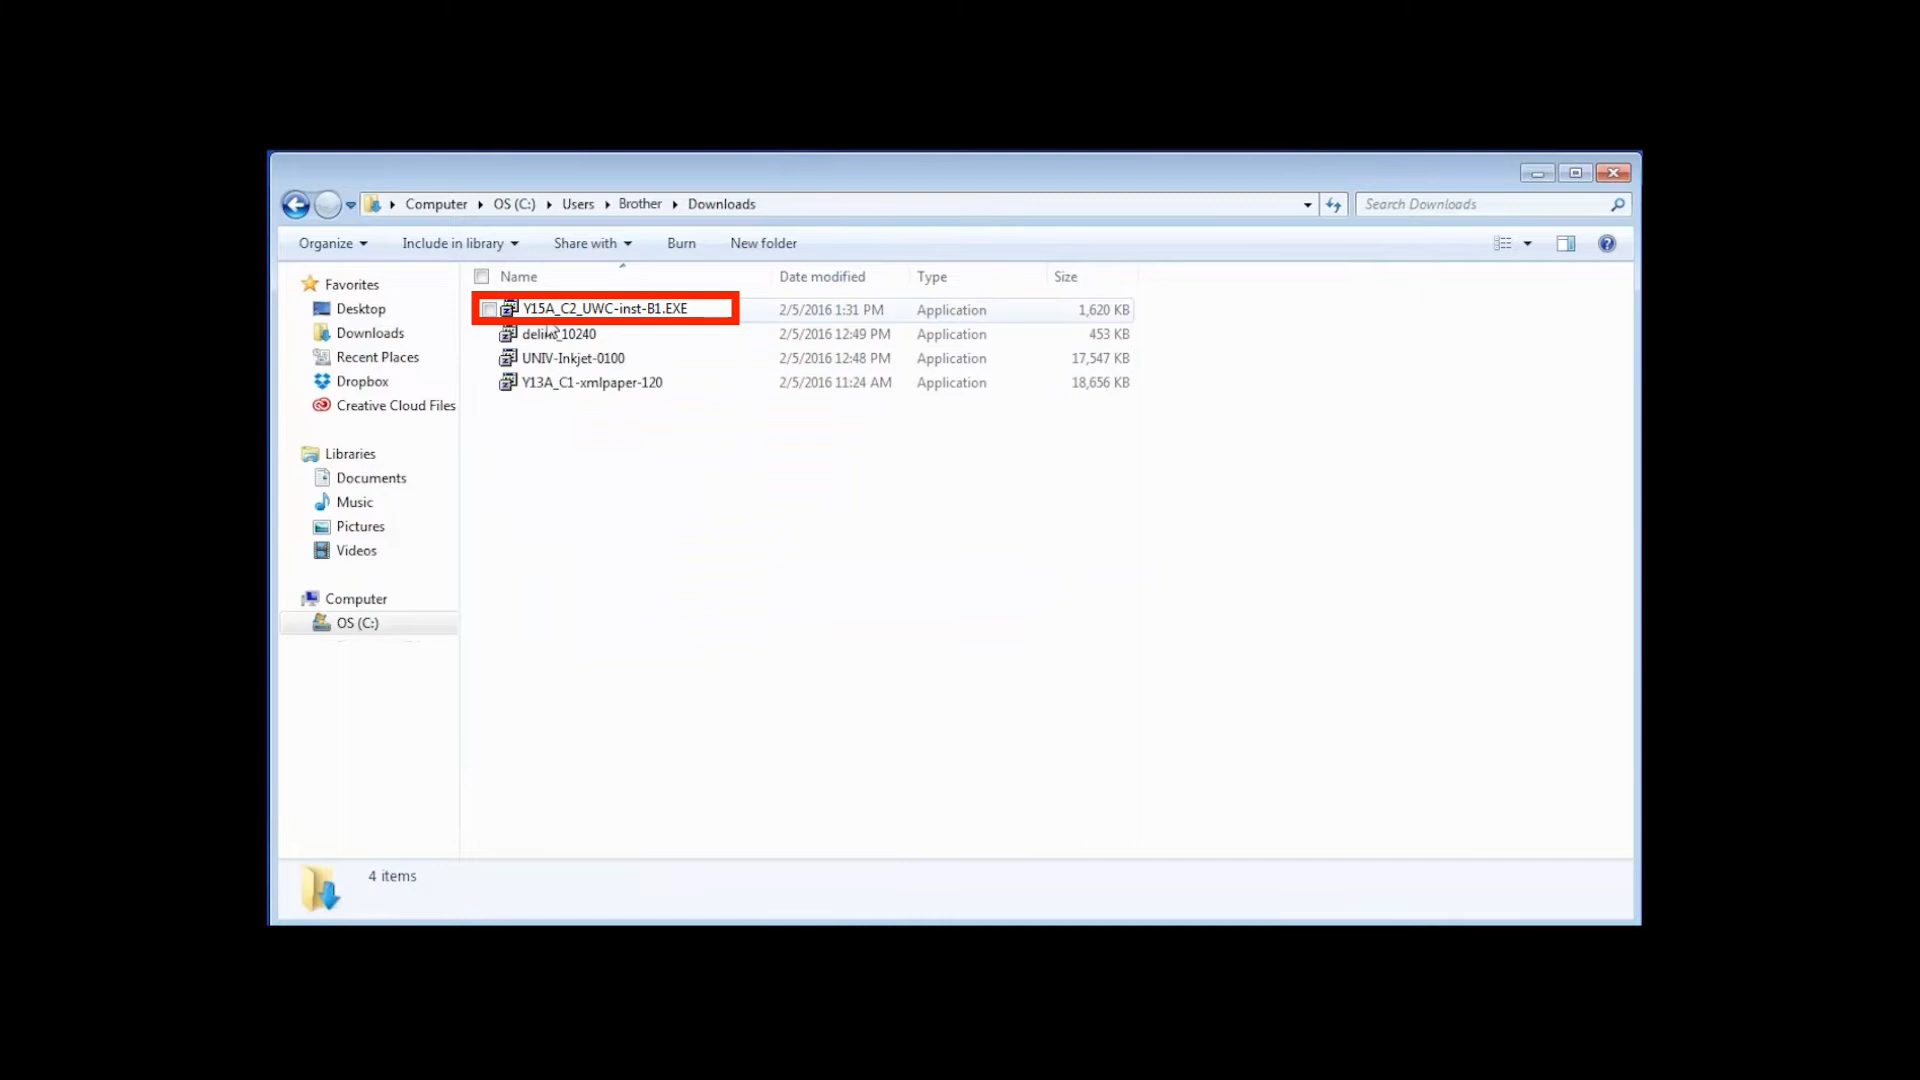 Computer OS (C:) Users Brother Downloads
Search Downloads
Organize Include in library Share with Burn New folder
Name Date modified Type Size
Y15A_C2_UWC-inst-B1.EXE 2/5/2016 1:31 PM Application 1,620 KB
2/5/2016 12:49 PM Application 453 KB
UNIV-Inkjet-0100 2/5/2016 12:48 PM Application 17,547 KB
Y13A_C1-xmlpaper-120 2/5/2016 11:24 AM Application 18,656 KB
Favorites
Desktop
Downloads
Recent Places
Dropbox
Creative Cloud Files
Libraries
Documents
Music
Pictures
Videos
Computer
OS (C:)
4 items